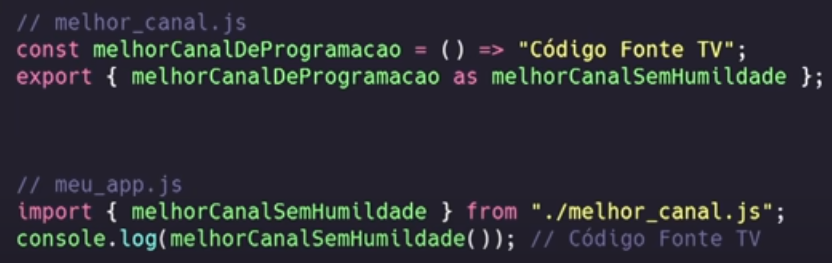 // melhor_canal.js
const melhorCanalDeProgramacao = () => "Código Fonte TV";
export { melhorCanalDeProgramacao as melhorCanalSemHumildade };
// meu_app.js
import { melhorCanalSemHumildade } from "./melhor_canal.js";
console.log(melhorCanalSemHumildade()); // Código Fonte TV